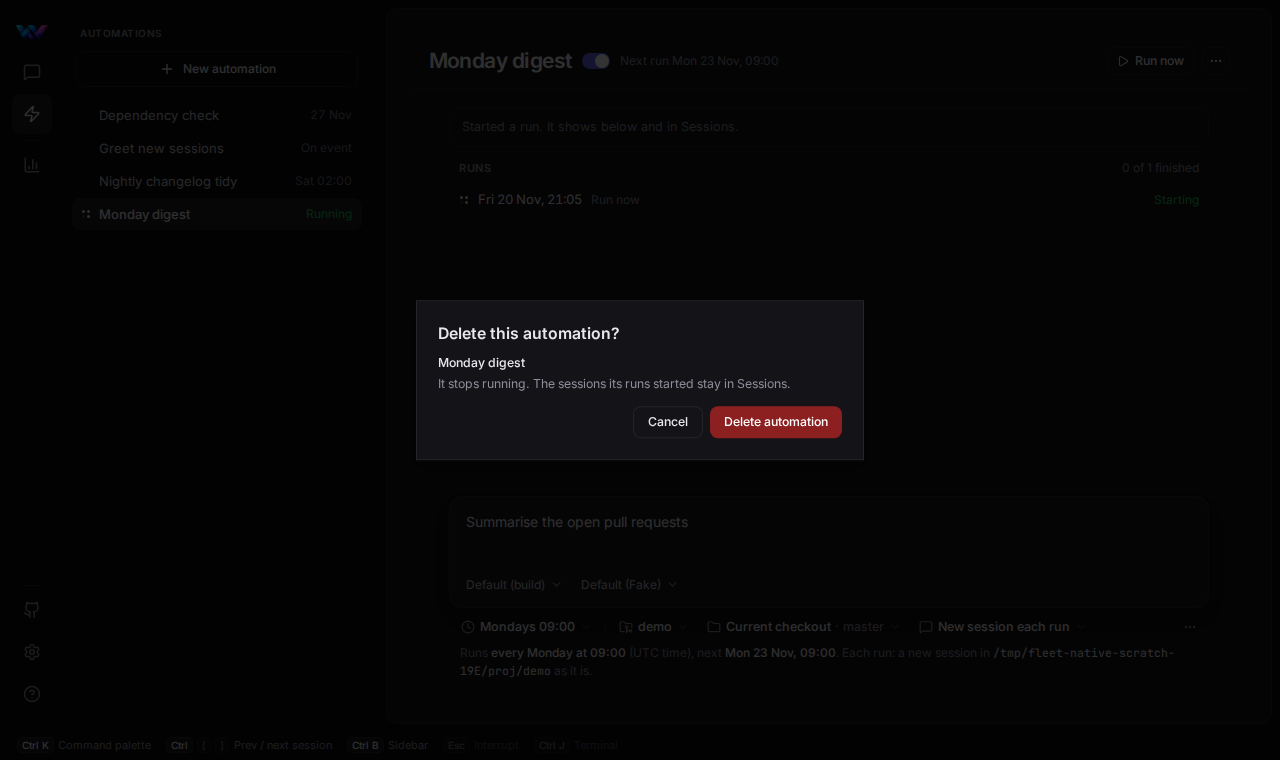 AUTOMATIONS
New automation
Dependency check 27 Nov
Greet new sessions On event
Nightly changelog tidy Sat 02:00
Monday digest Running
Monday digest Next run Mon 23 Nov, 09:00 Run now
Started a run. It shows below and in Sessions.
RUNS 0 of 1 finished
Fri 20 Nov, 21:05 Run now Starting
Delete this automation?
Monday digest
It stops running. The sessions its runs started stay in Sessions.
Cancel Delete automation
Summarise the open pull requests
Default (build) Default (Fake)
Mondays 09:00 demo Current checkout · master New session each run
Runs every Monday at 09:00 (UTC time), next Mon 23 Nov, 09:00. Each run: a new session in /tmp/fleet-native-scratch-
19E/proj/demo as it is.
Ctrl K Command palette Ctrl [ ] Prev / next session Ctrl B Sidebar Esc Interrupt Ctrl J Terminal